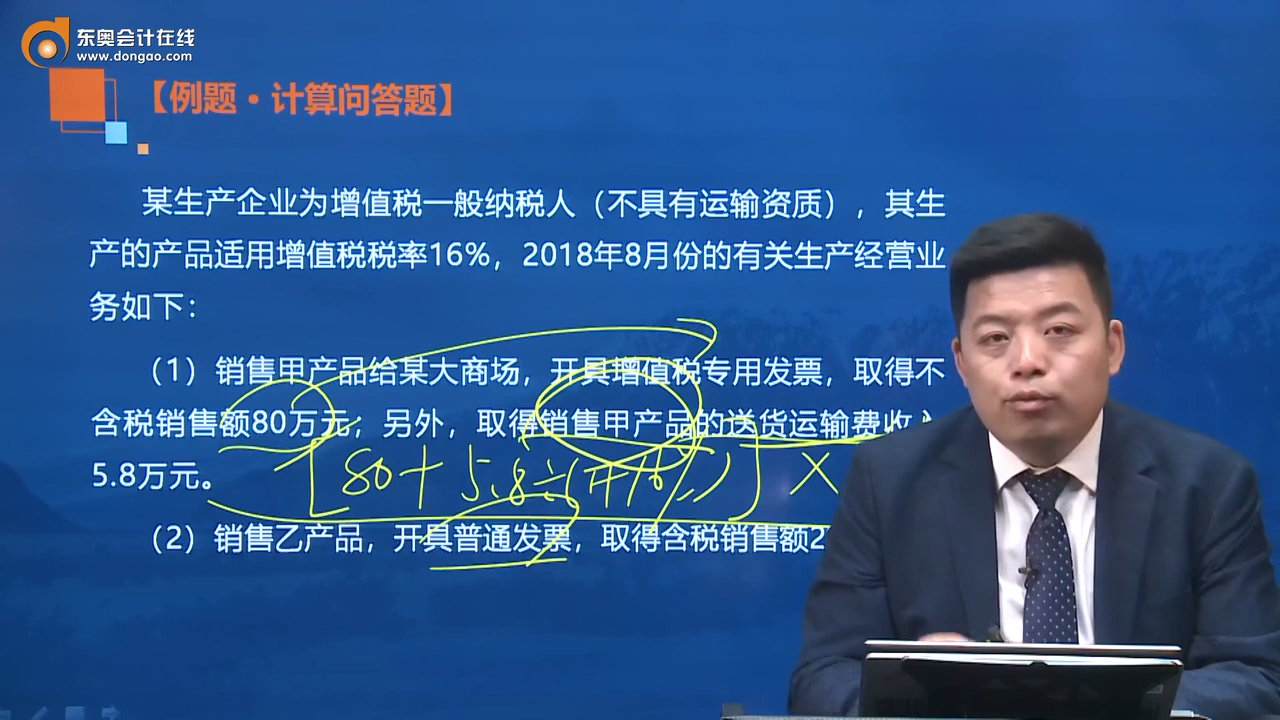 东奥会计在线
www.dongao.com
【例题·计算问答题】
某生产企业为增值税一般纳税人（不具有运输资质），其生
产的产品适用增值税税率16%，2018年8月份的有关生产经营业
务如下：
（1）销售甲产品给某大商场，开具增值税专用发票，取得不
含税销售额80万元；另外，取得销售甲产品的送货运输费收入
5.8万元。
[80+5.8÷(1+16%)]×
（2）销售乙产品，开具普通发票，取得含税销售额2